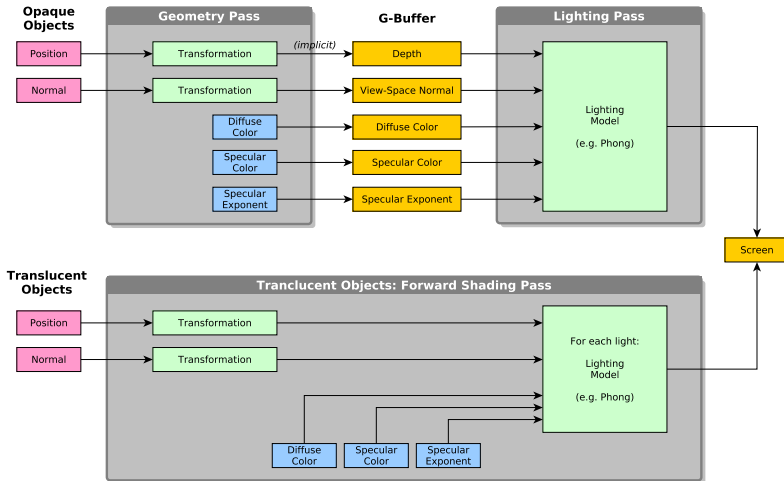 Opaque
Objects
Geometry Pass
G-Buffer
Lighting Pass
Position
Transformation
(implicit)
Depth
Normal
Transformation
View-Space Normal
Diffuse
Color
Diffuse Color
Specular
Color
Specular Color
Specular
Exponent
Specular Exponent
Lighting
Model
(e.g. Phong)
Screen
Translucent
Objects
Tranclucent Objects: Forward Shading Pass
Position
Transformation
Normal
Transformation
For each light:
Lighting
Model
(e.g. Phong)
Diffuse
Color
Specular
Color
Specular
Exponent